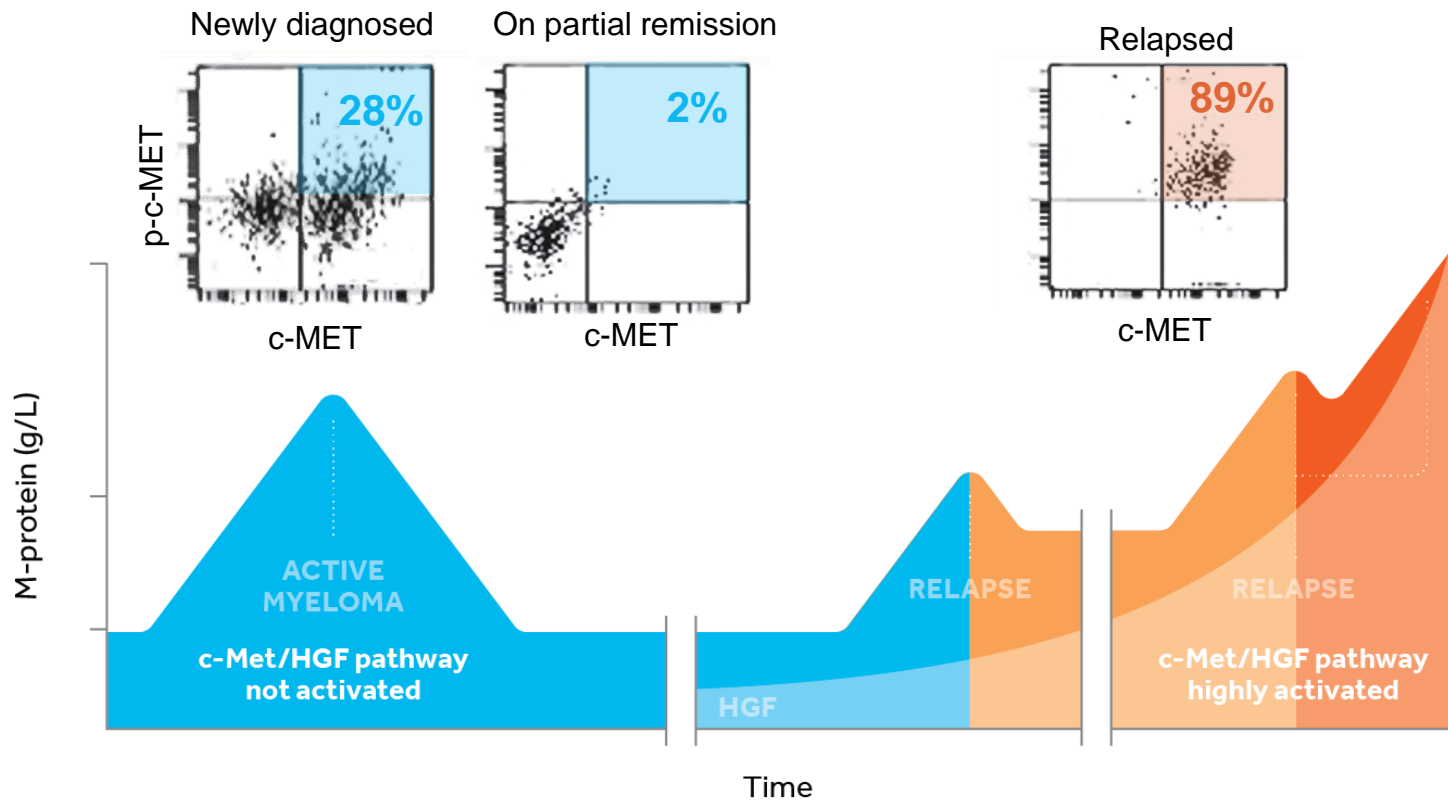 Newly diagnosed
On partial remission
Relapsed
28%
2%
89%
p-c-MET
c-MET
c-MET
c-MET
M-protein (g/L)
ACTIVE
MYELOMA
c-Met/HGF pathway
not activated
HGF
RELAPSE
RELAPSE
c-Met/HGF pathway
highly activated
Time